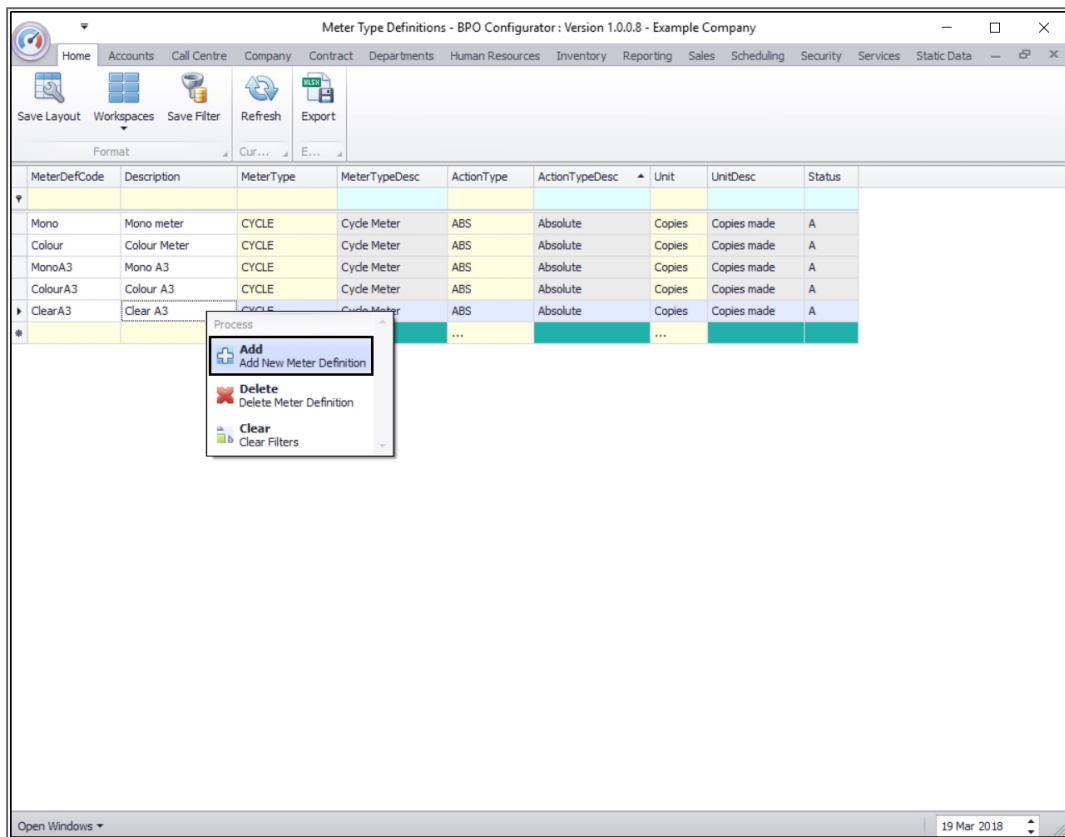 Meter Type Definitions - BPO Configurator : Version 1.0.0.8 - Example Company
Home Accounts Call Centre Company Contract Departments Human Resources Inventory Reporting Sales Scheduling Security Services Static Data
Save Layout Workspaces Save Filter Refresh Export
Format Cur... E...
MeterDefCode Description MeterType MeterTypeDesc ActionType ActionTypeDesc Unit UnitDesc Status
Mono Mono meter CYCLE Cycle Meter ABS Absolute Copies Copies made A
Colour Colour Meter CYCLE Cycle Meter ABS Absolute Copies Copies made A
MonoA3 Mono A3 CYCLE Cycle Meter ABS Absolute Copies Copies made A
ColourA3 Colour A3 CYCLE Cycle Meter ABS Absolute Copies Copies made A
ClearA3 Clear A3 CYCLE Cycle Meter ABS Absolute Copies Copies made A
... ...
Process
Add
Add New Meter Definition
Delete
Delete Meter Definition
Clear
Clear Filters
Open Windows 19 Mar 2018